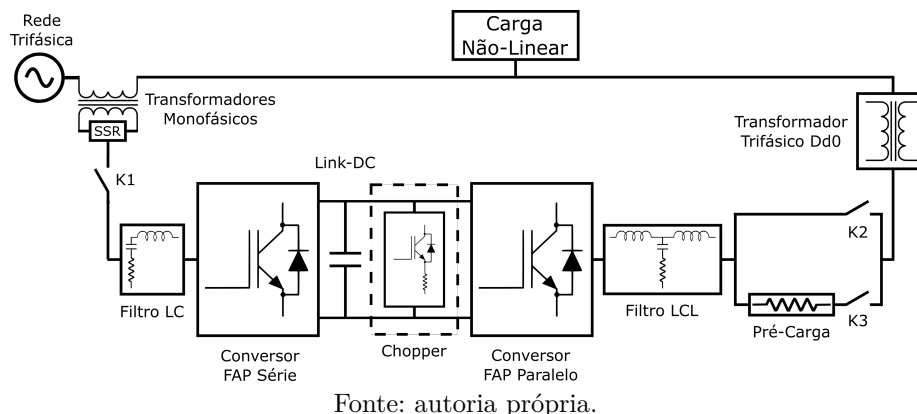 Rede
Trifásica
Carga
Não-Linear
Transformadores
Monofásicos
SSR
Transformador
Trifásico Dd0
K1
Link-DC
K2
K3
Filtro LC
Conversor
FAP Série
Chopper
Conversor
FAP Paralelo
Filtro LCL
Pré-Carga
Fonte: autoria própria.